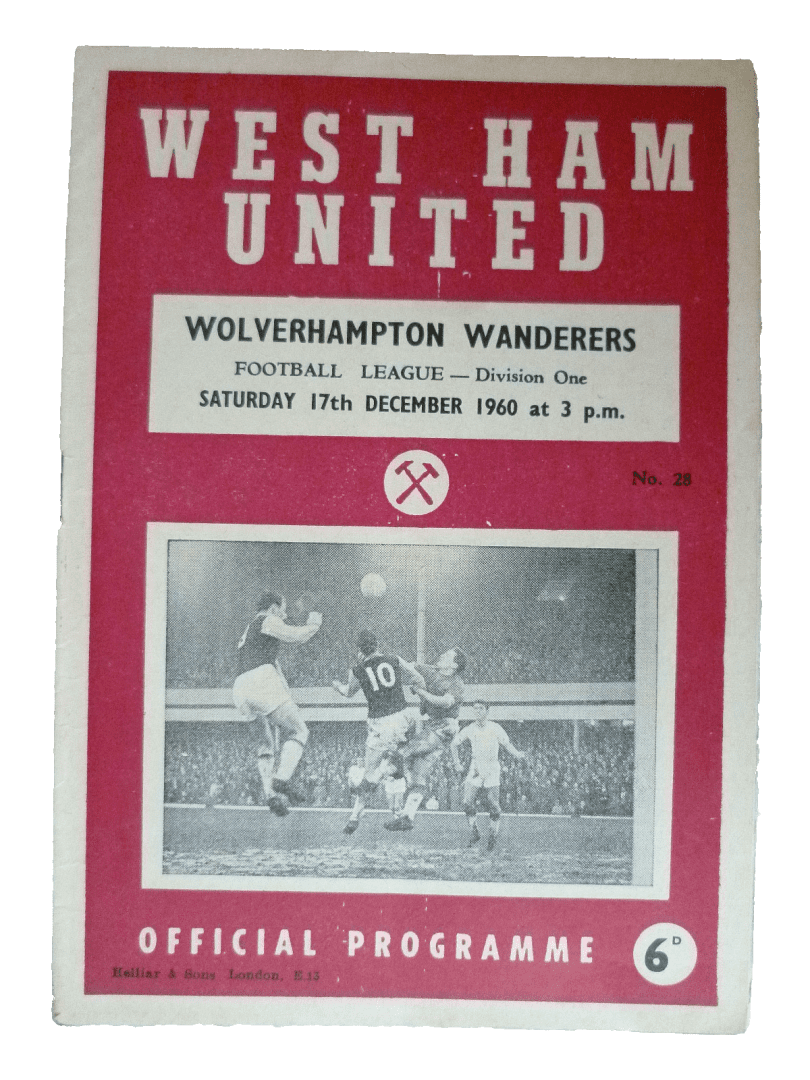 WEST HAM
UNITED
WOLVERHAMPTON WANDERERS
FOOTBALL LEAGUE — Division One
SATURDAY 17th DECEMBER 1960 at 3 p.m.
No. 28
10
OFFICIAL PROGRAMME
6D
Helliar & Sons London, E.13